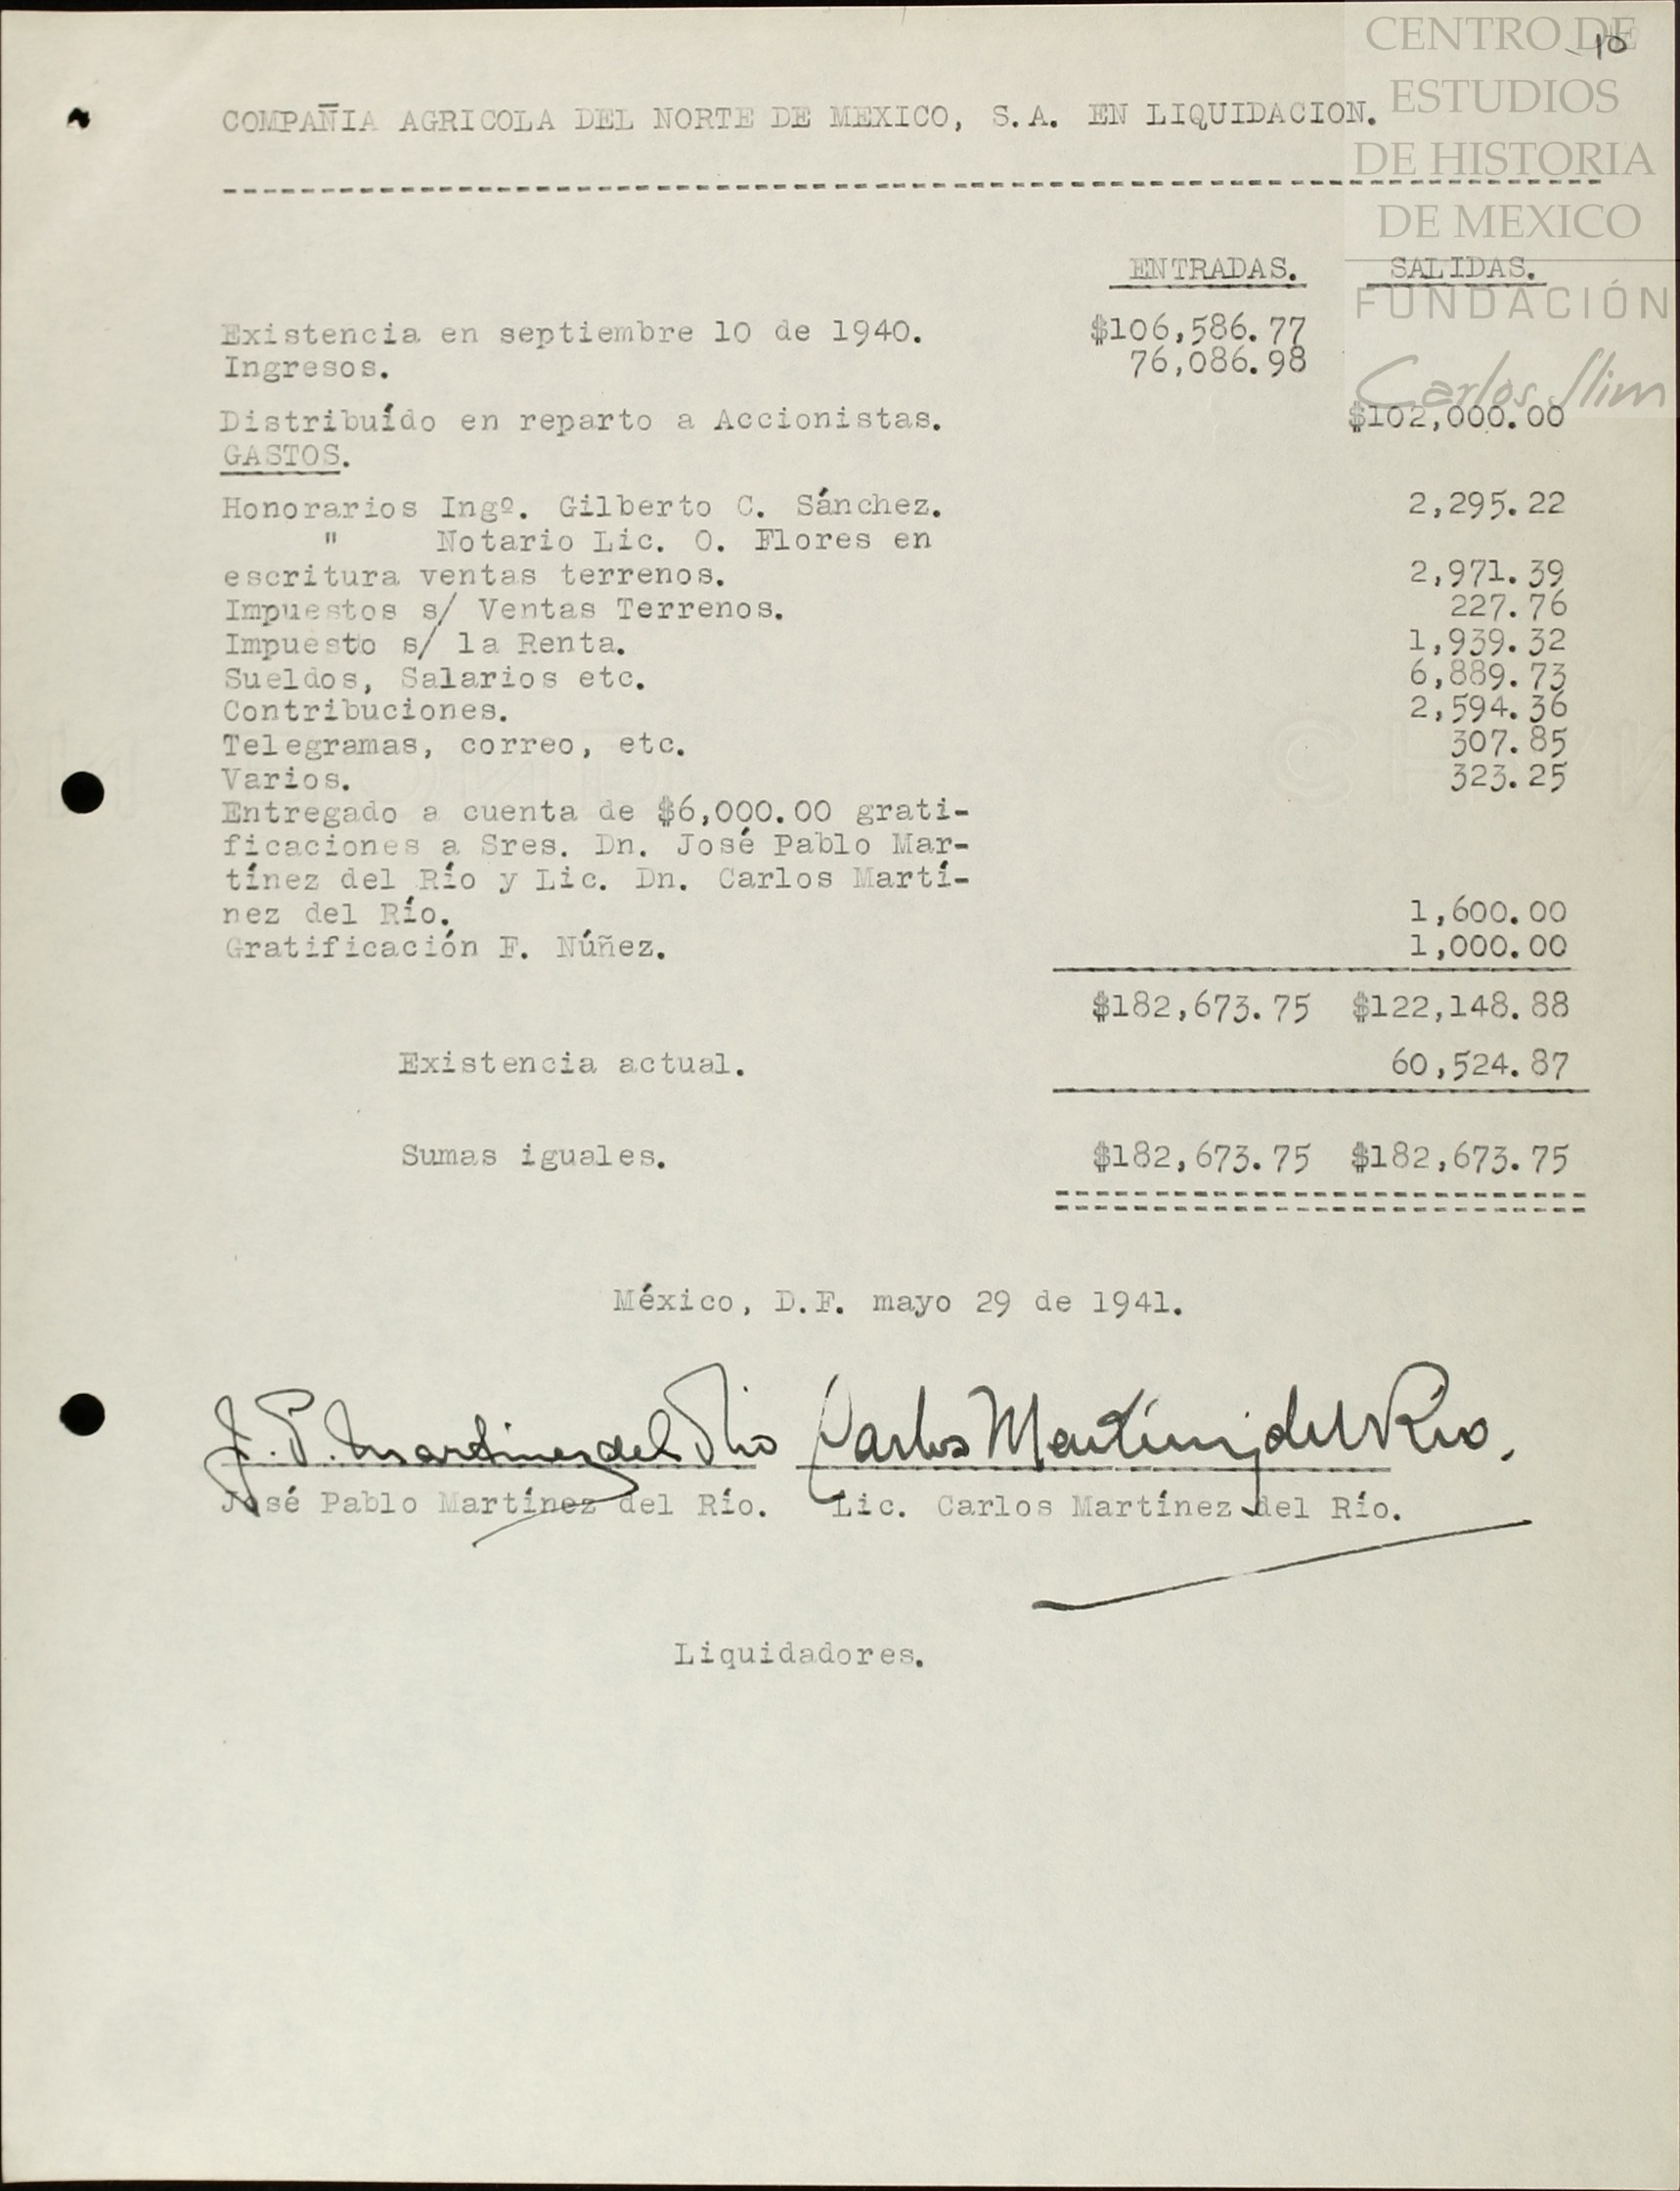 CENTRO DE
ESTUDIOS
DE HISTORIA
DE MEXICO
FUNDACIÓN
Carlos Slim
10
COMPAÑIA AGRICOLA DEL NORTE DE MEXICO, S.A. EN LIQUIDACION.
ENTRADAS. SALIDAS.
Existencia en septiembre 10 de 1940. $106,586.77
Ingresos. 76,086.98
Distribuído en reparto a Accionistas. $102,000.00
GASTOS.
Honorarios Ingº. Gilberto C. Sánchez. 2,295.22
" Notario Lic. O. Flores en
escritura ventas terrenos. 2,971.39
Impuestos s/ Ventas Terrenos. 227.76
Impuesto s/ la Renta. 1,939.32
Sueldos, Salarios etc. 6,889.73
Contribuciones. 2,594.36
Telegramas, correo, etc. 307.85
Varios. 323.25
Entregado a cuenta de $6,000.00 grati-
ficaciones a Sres. Dn. José Pablo Mar-
tínez del Río y Lic. Dn. Carlos Martí-
nez del Río. 1,600.00
Gratificación F. Núñez. 1,000.00
$182,673.75 $122,148.88
Existencia actual. 60,524.87
Sumas iguales. $182,673.75 $182,673.75
México, D.F. mayo 29 de 1941.
J. P. Martinez del Rio Carlos Martínez del Río.
José Pablo Martínez del Río. Lic. Carlos Martínez del Río.
Liquidadores.